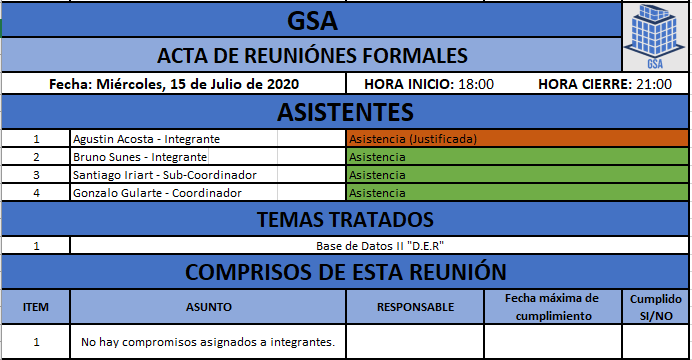 GSA
ACTA DE REUNIÓNES FORMALES
GSA
Fecha: Miércoles, 15 de Julio de 2020 HORA INICIO: 18:00 HORA CIERRE: 21:00
ASISTENTES
1 Agustin Acosta - Integrante Asistencia (Justificada)
2 Bruno Sunes - Integrante Asistencia
3 Santiago Iriart - Sub-Coordinador Asistencia
4 Gonzalo Gularte - Coordinador Asistencia
TEMAS TRATADOS
1 Base de Datos II "D.E.R"
COMPRISOS DE ESTA REUNIÓN
ITEM ASUNTO RESPONSABLE Fecha máxima de cumplimiento Cumplido SI/NO
1 No hay compromisos asignados a integrantes.